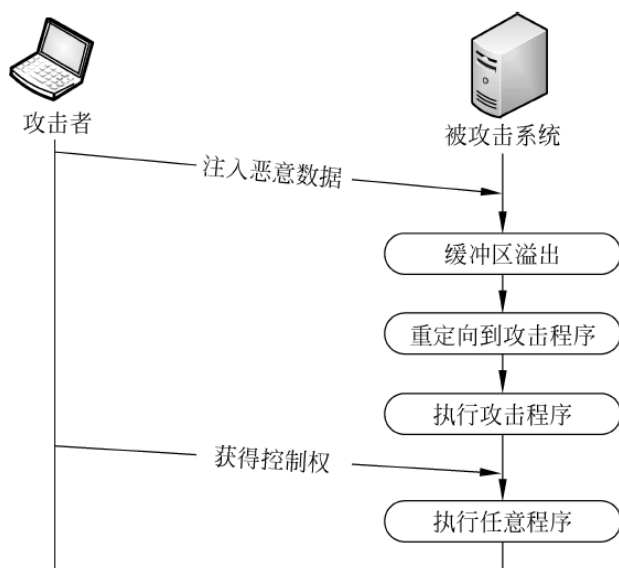 攻击者
被攻击系统
注入恶意数据
缓冲区溢出
重定向到攻击程序
执行攻击程序
获得控制权
执行任意程序